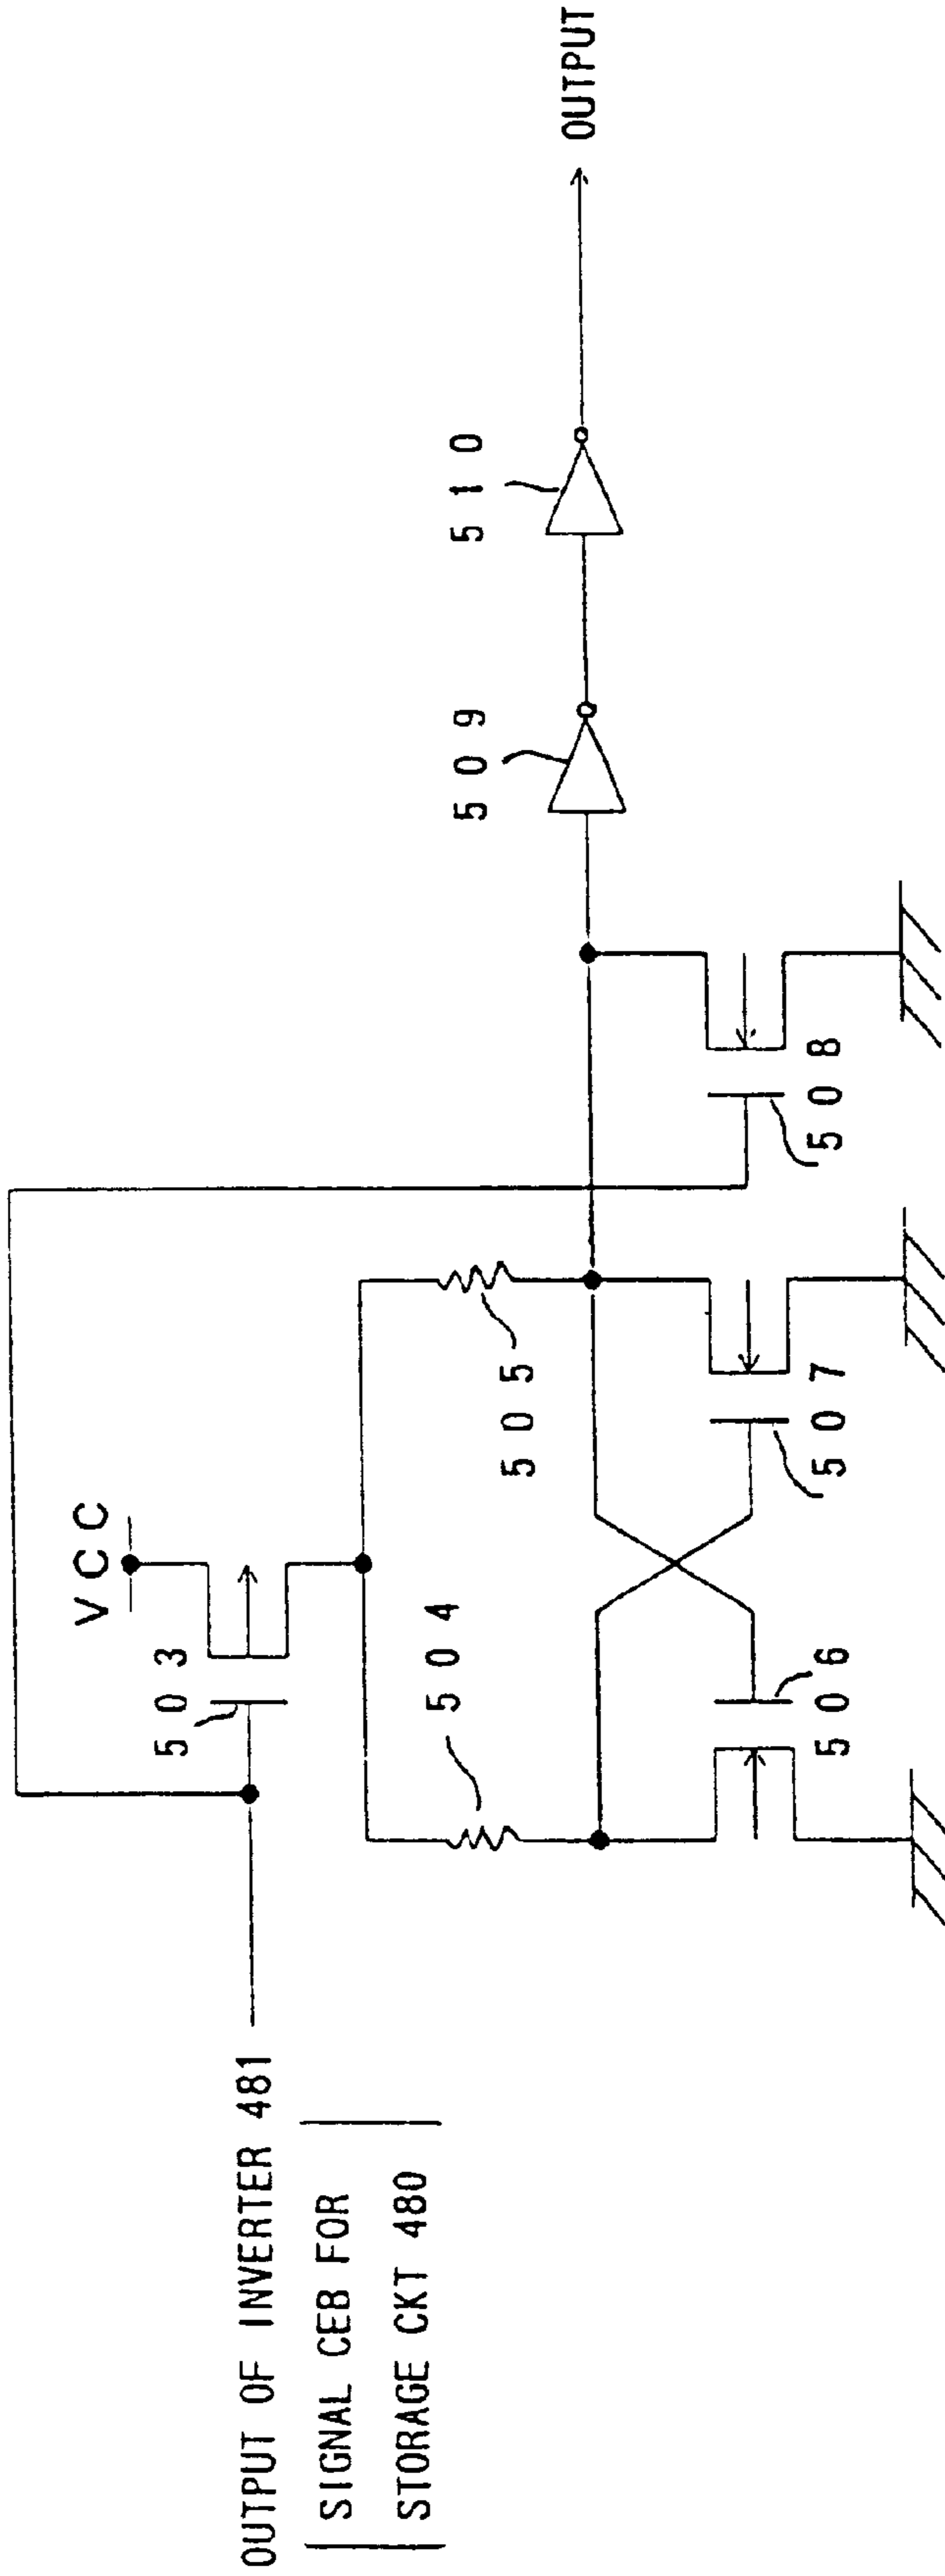 OUTPUT OF INVERTER 481
SIGNAL CEB FOR
STORAGE CKT 480
VCC
503
504
505
506
507
508
509
510
OUTPUT